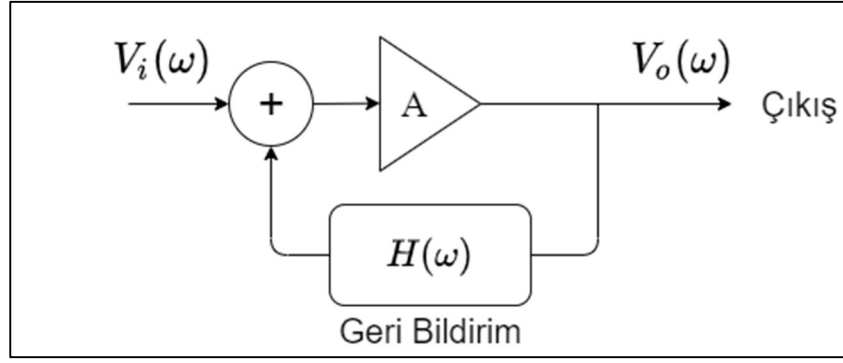 V_i(ω)
V_o(ω)
+
A
Çıkış
H(ω)
Geri Bildirim